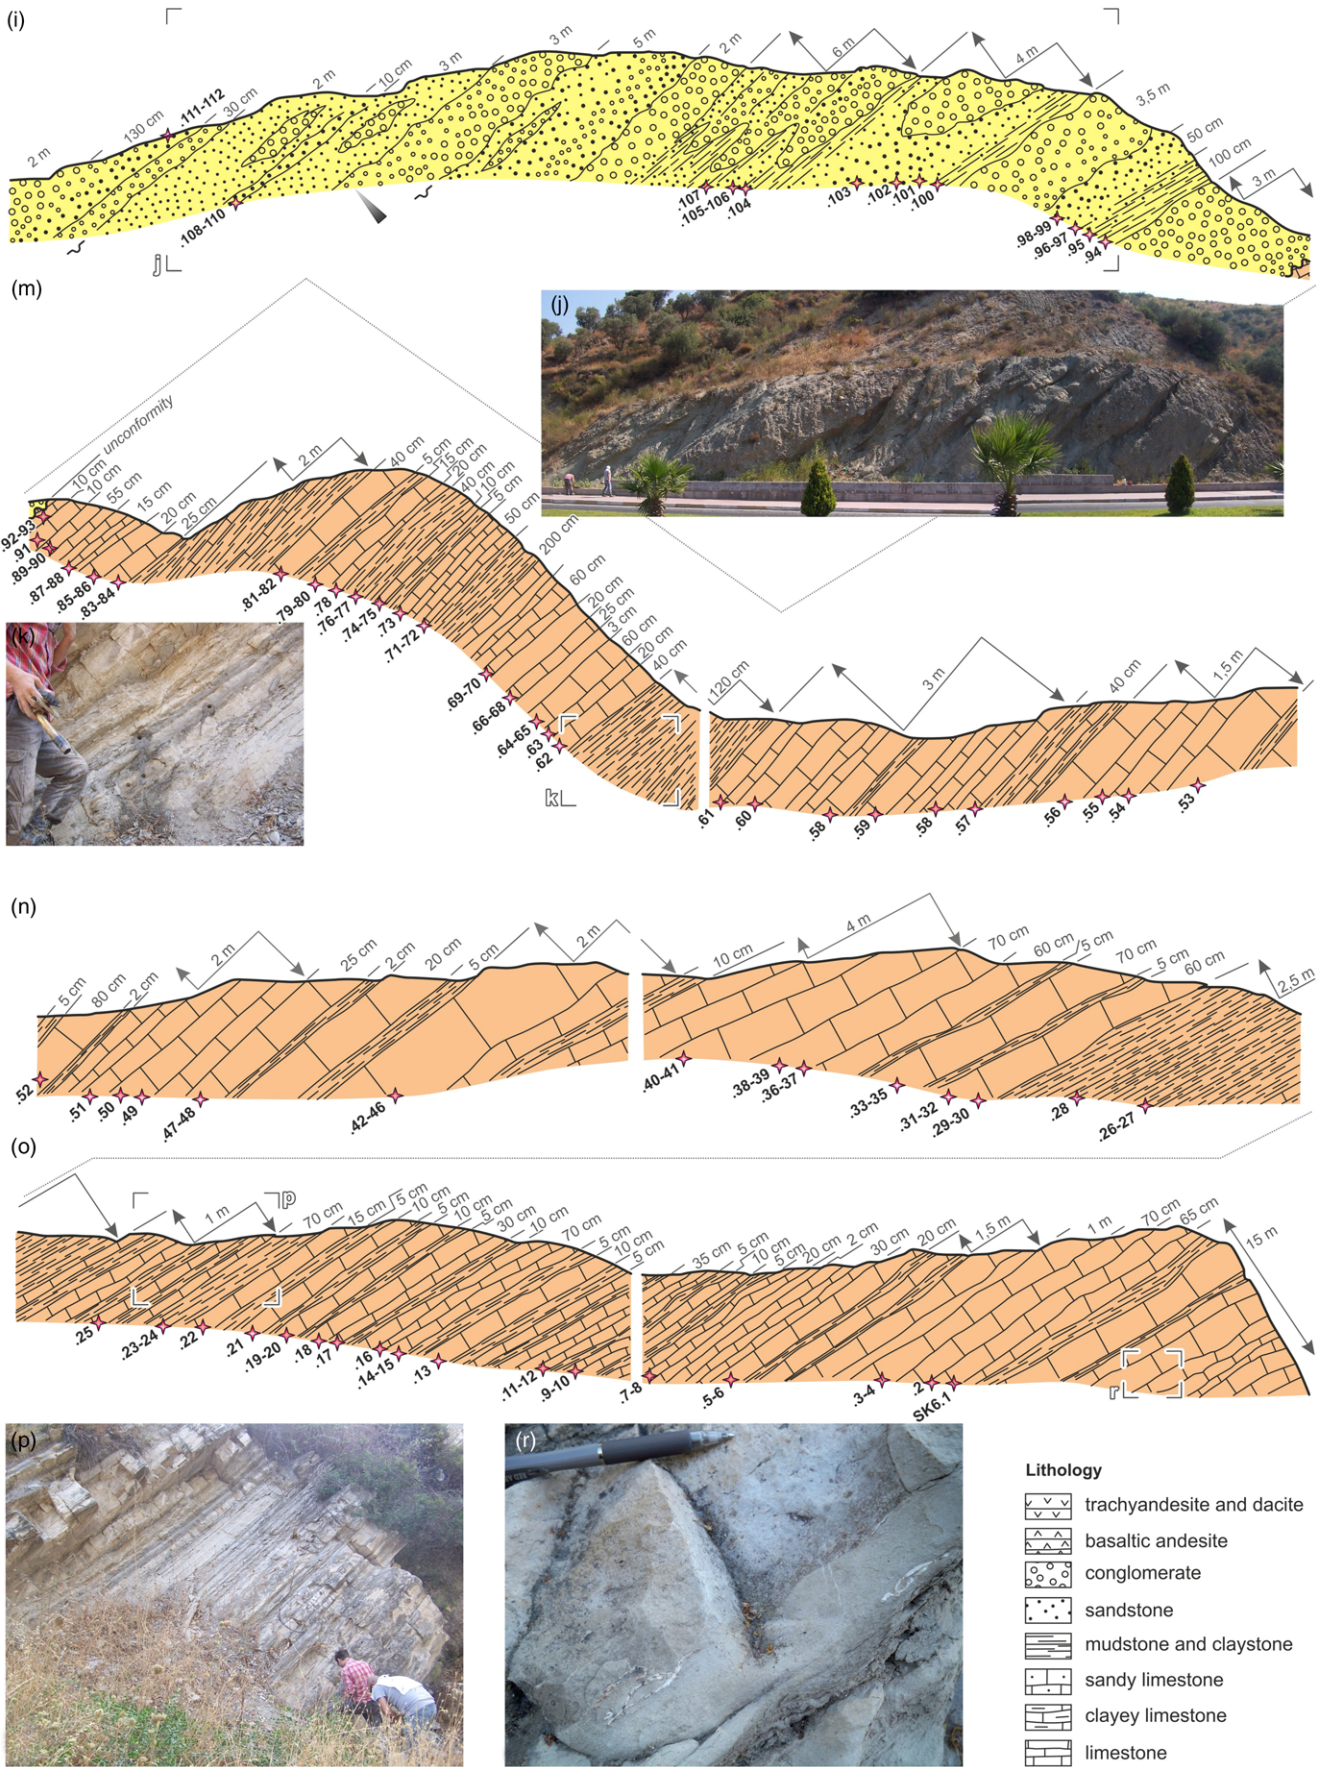 (i)
2 m
130 cm
.111-112
30 cm
2 m
10 cm
3 m
3 m
5 m
2 m
6 m
4 m
3,5 m
50 cm
100 cm
3 m
.108-110
.107
.105-106
.104
.103
.102
.101
.100
.98-99
.96-97
.95
.94
j
(m)
(j)
unconformity
10 cm
10 cm
55 cm
15 cm
20 cm
25 cm
2 m
40 cm
5 cm
15 cm
20 cm
40 cm
10 cm
5 cm
50 cm
200 cm
60 cm
20 cm
25 cm
3 cm
60 cm
20 cm
40 cm
120 cm
3 m
40 cm
1,5 m
.92-93
.91
.89-90
.87-88
.85-86
.83-84
.81-82
.79-80
.78
.76-77
.74-75
.73
.71-72
.69-70
.66-68
.64-65
.63
.62
k
.61
.60
.58
.59
.58
.57
.56
.55
.54
.53
(k)
(n)
5 cm
80 cm
2 cm
2 m
25 cm
2 cm
20 cm
5 cm
2 m
10 cm
4 m
70 cm
60 cm
5 cm
70 cm
5 cm
60 cm
2,5 m
.52
.51
.50
.49
.47-48
.42-46
.40-41
.38-39
.36-37
.33-35
.31-32
.29-30
.28
.26-27
(o)
p
1 m
70 cm
15 cm
5 cm
10 cm
5 cm
10 cm
5 cm
30 cm
10 cm
70 cm
5 cm
10 cm
5 cm
35 cm
5 cm
10 cm
5 cm
20 cm
2 cm
30 cm
20 cm
1,5 m
1 m
70 cm
65 cm
15 m
.25
.23-24
.22
.21
.19-20
.18
.17
.16
.14-15
.13
.11-12
.9-10
.7-8
.5-6
.3-4
.2
SK6.1
r
(p)
(r)
Lithology
trachyandesite and dacite
basaltic andesite
conglomerate
sandstone
mudstone and claystone
sandy limestone
clayey limestone
limestone